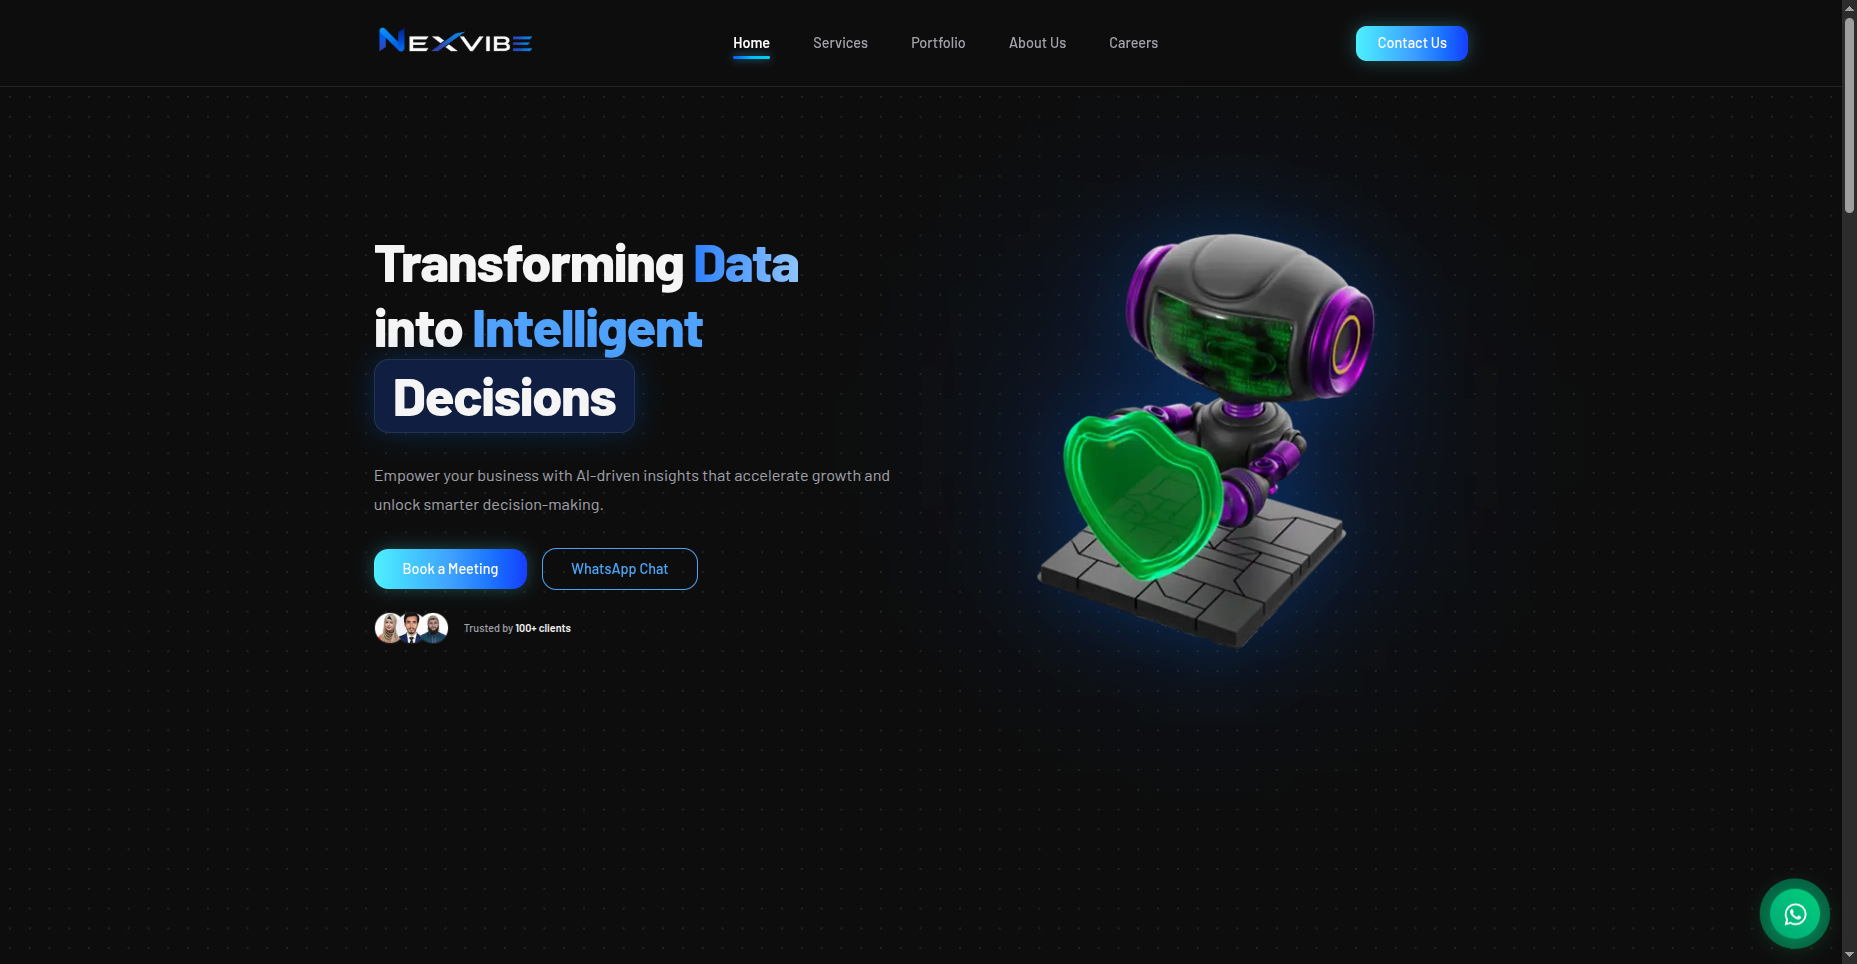 NEXVIBE
Home
Services
Portfolio
About Us
Careers
Contact Us
Transforming Data
into Intelligent
Decisions
Empower your business with AI-driven insights that accelerate growth and
unlock smarter decision-making.
Book a Meeting
WhatsApp Chat
Trusted by 100+ clients